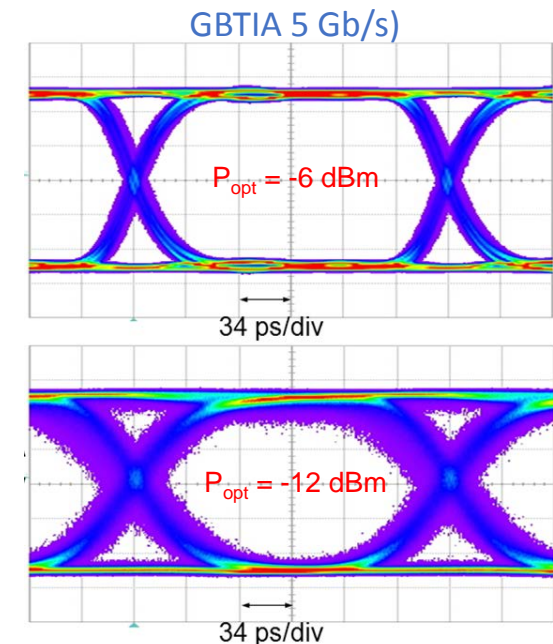 GBTIA 5 Gb/s)
Popt = -6 dBm
34 ps/div
Popt = -12 dBm
34 ps/div